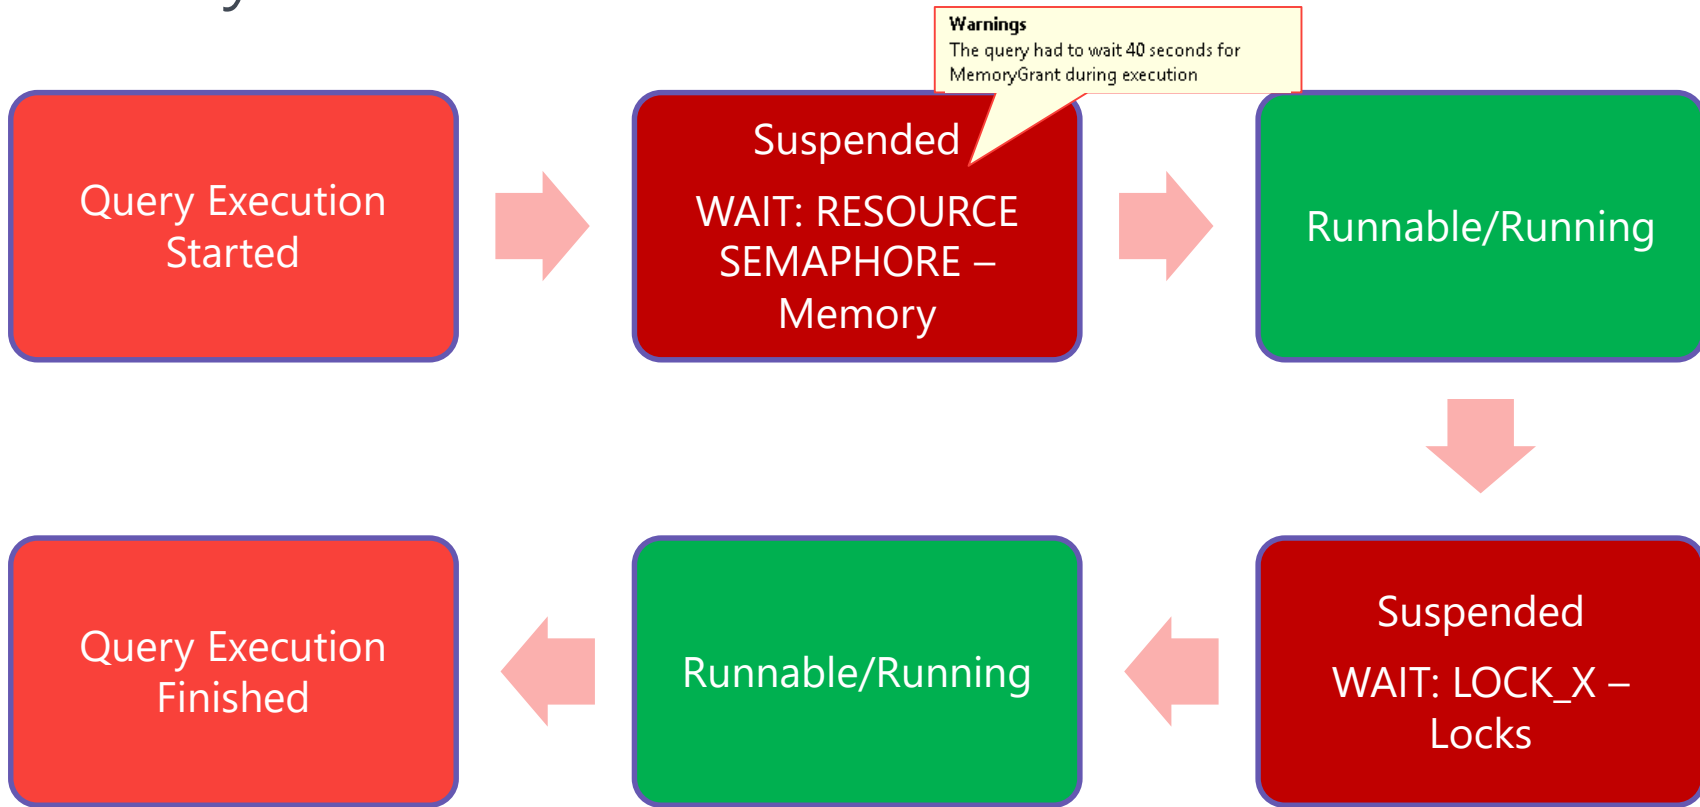 Warnings
The query had to wait 40 seconds for
MemoryGrant during execution
Query Execution
Started
Suspended
WAIT: RESOURCE
SEMAPHORE –
Memory
Runnable/Running
Suspended
WAIT: LOCK_X –
Locks
Runnable/Running
Query Execution
Finished